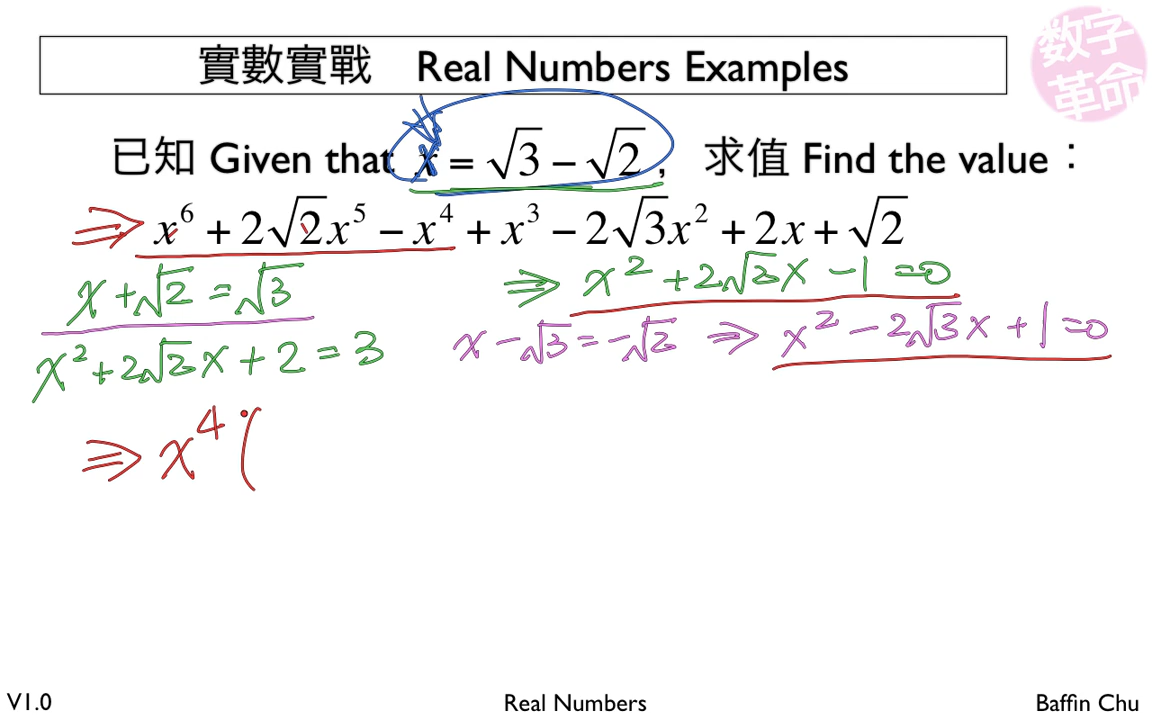 實數實戰 Real Numbers Examples
数字
革命
已知 Given that x = √3 − √2 , 求值 Find the value：
⇒ x⁶ + 2√2x⁵ − x⁴ + x³ − 2√3x² + 2x + √2
x + √2 = √3 ⇒ x² + 2√2x − 1 = 0
x² + 2√2x + 2 = 3 x − √3 = −√2 ⇒ x² − 2√3x + 1 = 0
⇒ x⁴ (
V1.0 Real Numbers Baffin Chu